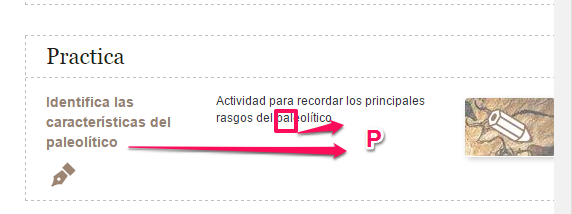 Practica
Identifica las
características del
paleolítico
Actividad para recordar los principales
rasgos del paleolítico
P